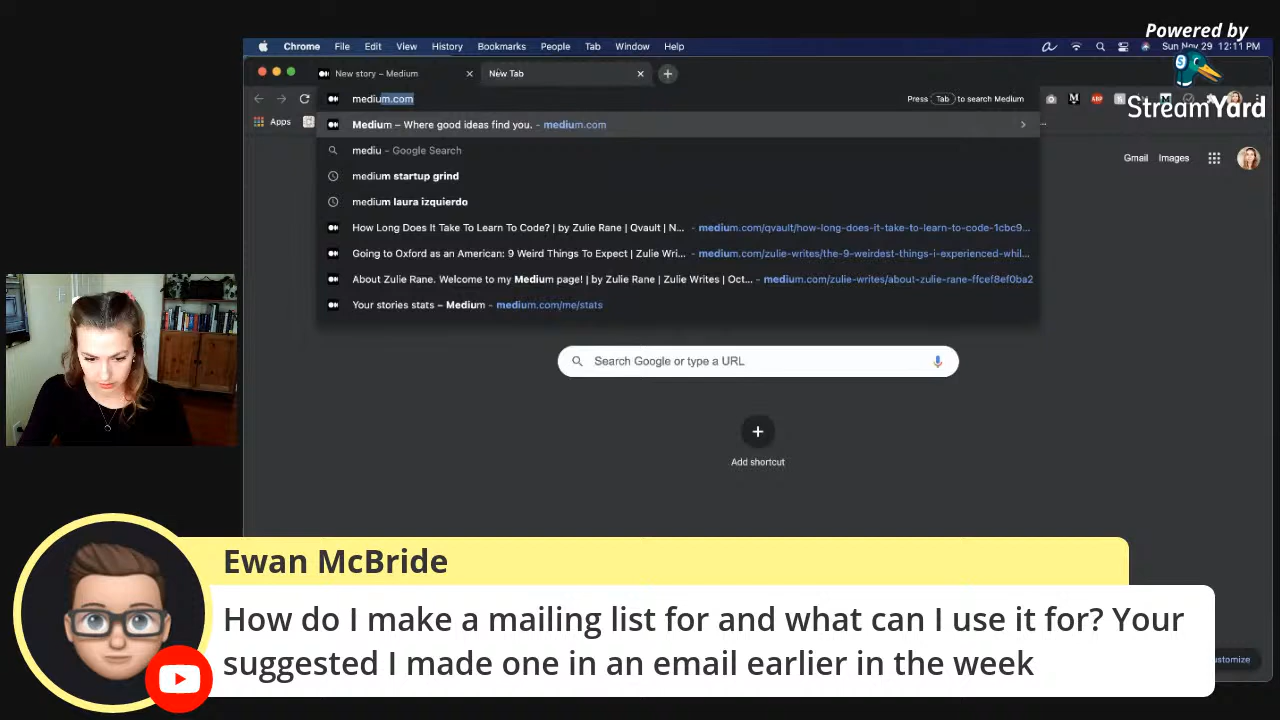 Powered by
StreamYard
Chrome File Edit View History Bookmarks People Tab Window Help
Sun Nov 29 12:11 PM
New story – Medium
New Tab
medium.com
Press Tab to search Medium
Apps
Medium – Where good ideas find you. - medium.com
mediu - Google Search
medium startup grind
medium laura izquierdo
How Long Does It Take To Learn To Code? | by Zulie Rane | Qvault | N... - medium.com/qvault/how-long-does-it-take-to-learn-to-code-1cbc9...
Going to Oxford as an American: 9 Weird Things To Expect | Zulie Wri... - medium.com/zulie-writes/the-9-weirdest-things-i-experienced-whil...
About Zulie Rane. Welcome to my Medium page! | by Zulie Rane | Zulie Writes | Oct... - medium.com/zulie-writes/about-zulie-rane-ffcef8ef0ba2
Your stories stats – Medium - medium.com/me/stats
Gmail Images
Search Google or type a URL
Add shortcut
Ewan McBride
How do I make a mailing list for and what can I use it for? Your
suggested I made one in an email earlier in the week
ustomize